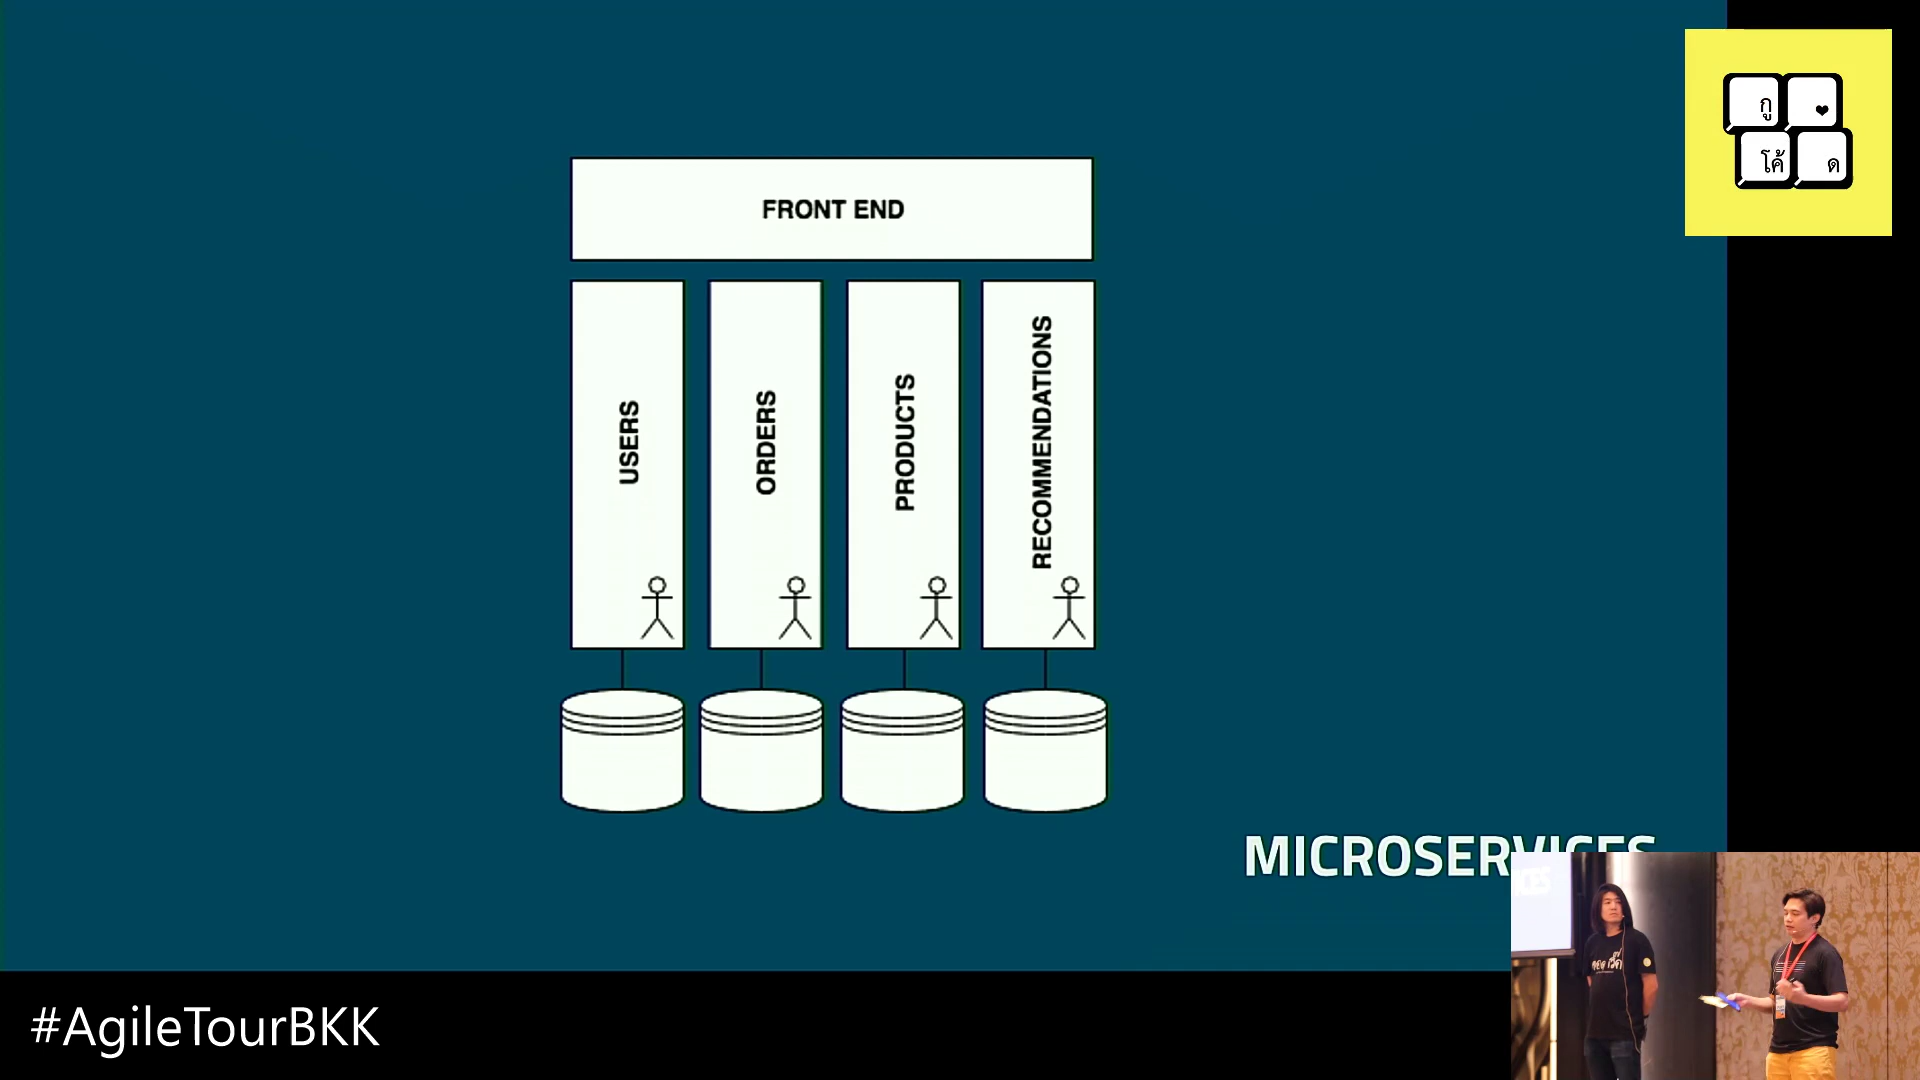 FRONT END
USERS
ORDERS
PRODUCTS
RECOMMENDATIONS
MICROSERVICES
กู
โค้
ด
#AgileTourBKK